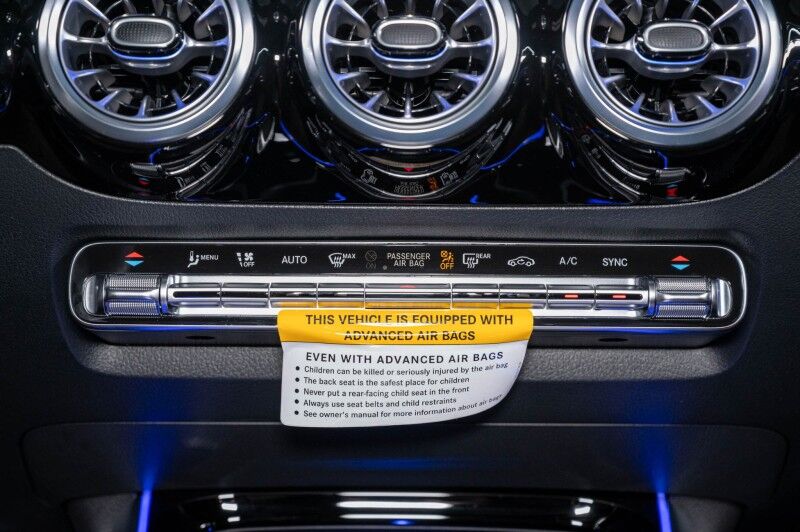 MENU OFF AUTO MAX ON PASSENGER AIR BAG OFF REAR A/C SYNC
THIS VEHICLE IS EQUIPPED WITH
ADVANCED AIR BAGS
EVEN WITH ADVANCED AIR BAGS
• Children can be killed or seriously injured by the air bag
• The back seat is the safest place for children
• Never put a rear-facing child seat in the front
• Always use seat belts and child restraints
• See owner's manual for more information about air bags